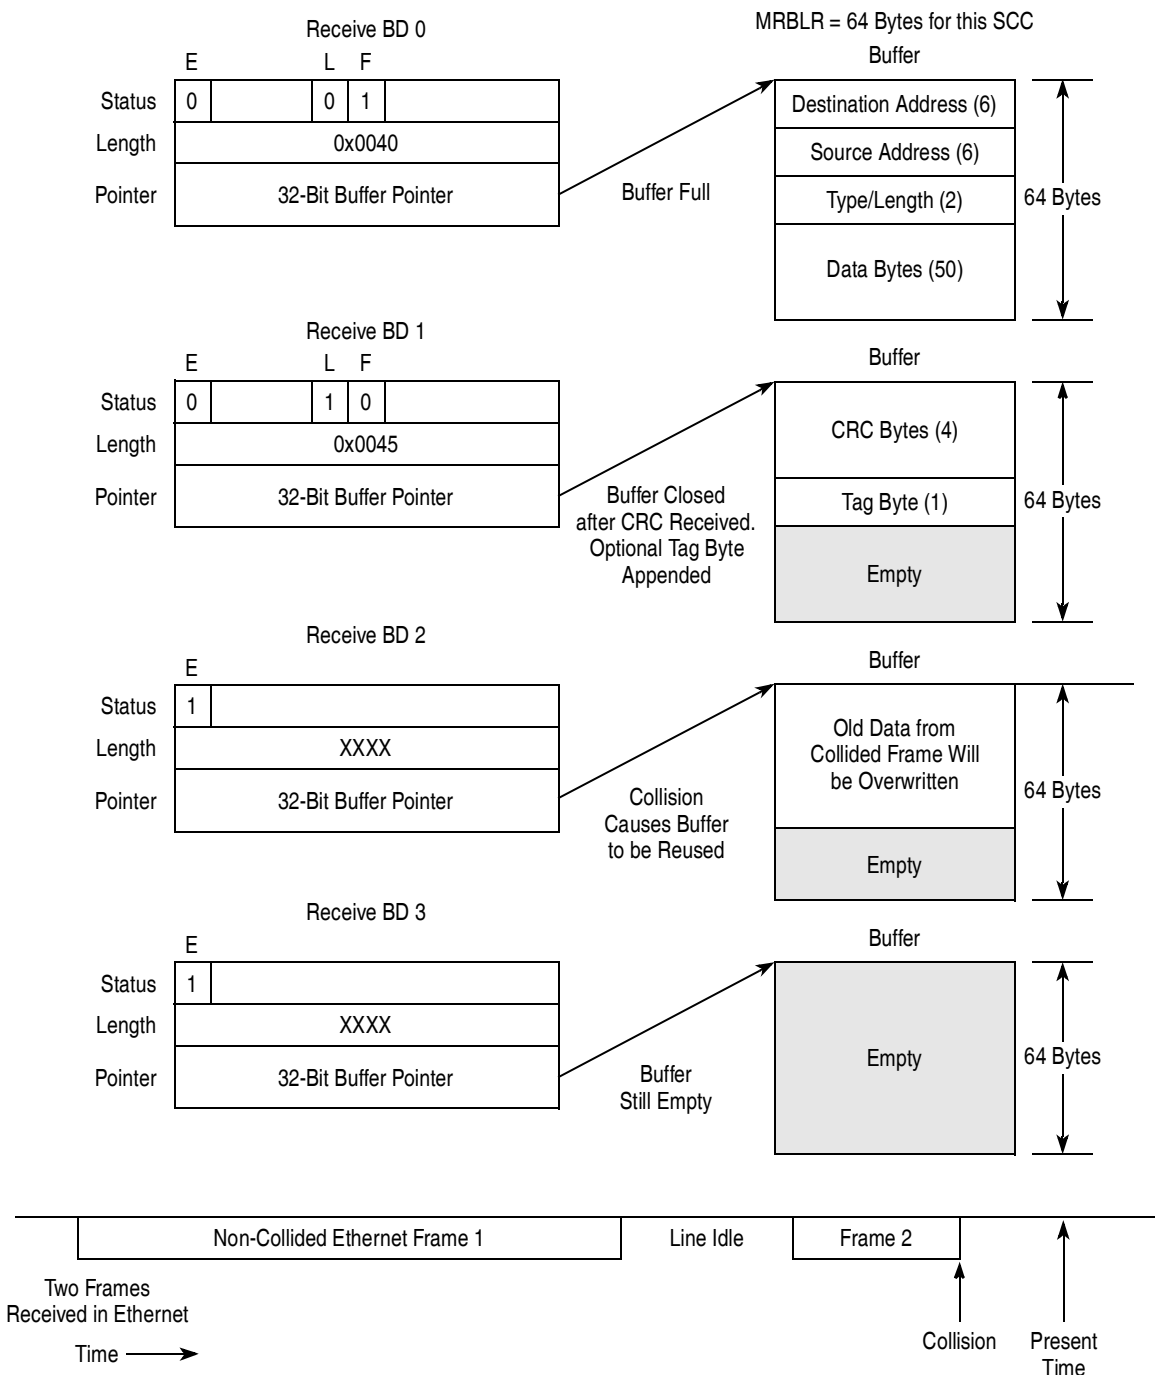 MRBLR = 64 Bytes for this SCC
Receive BD 0
Buffer
E L F
Status 0 0 1
Length 0x0040
Pointer 32-Bit Buffer Pointer
Buffer Full
Destination Address (6)
Source Address (6)
Type/Length (2)
Data Bytes (50)
64 Bytes
Receive BD 1
Buffer
E L F
Status 0 1 0
Length 0x0045
Pointer 32-Bit Buffer Pointer
Buffer Closed
after CRC Received.
Optional Tag Byte
Appended
CRC Bytes (4)
Tag Byte (1)
Empty
64 Bytes
Receive BD 2
Buffer
E
Status 1
Length XXXX
Pointer 32-Bit Buffer Pointer
Collision
Causes Buffer
to be Reused
Old Data from
Collided Frame Will
be Overwritten
Empty
64 Bytes
Receive BD 3
Buffer
E
Status 1
Length XXXX
Pointer 32-Bit Buffer Pointer
Buffer
Still Empty
Empty
64 Bytes
Non-Collided Ethernet Frame 1
Line Idle
Frame 2
Two Frames
Received in Ethernet
Time
Collision
Present
Time